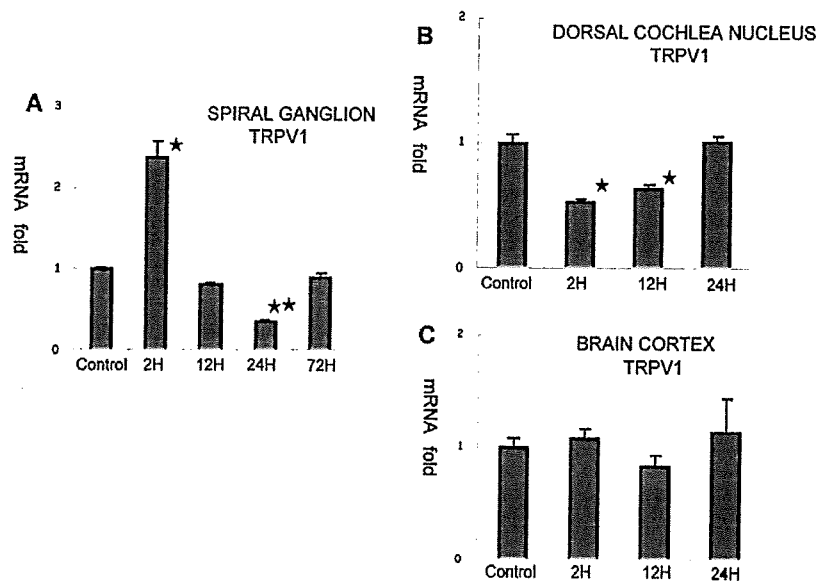 A
SPIRAL GANGLION
TRPV1
mRNA fold
3
2
1
0
Control 2H 12H 24H 72H
★
★★
B
DORSAL COCHLEA NUCLEUS
TRPV1
mRNA fold
2
1
0
Control 2H 12H 24H
★
★
C
BRAIN CORTEX
TRPV1
mRNA fold
2
1
0
Control 2H 12H 24H